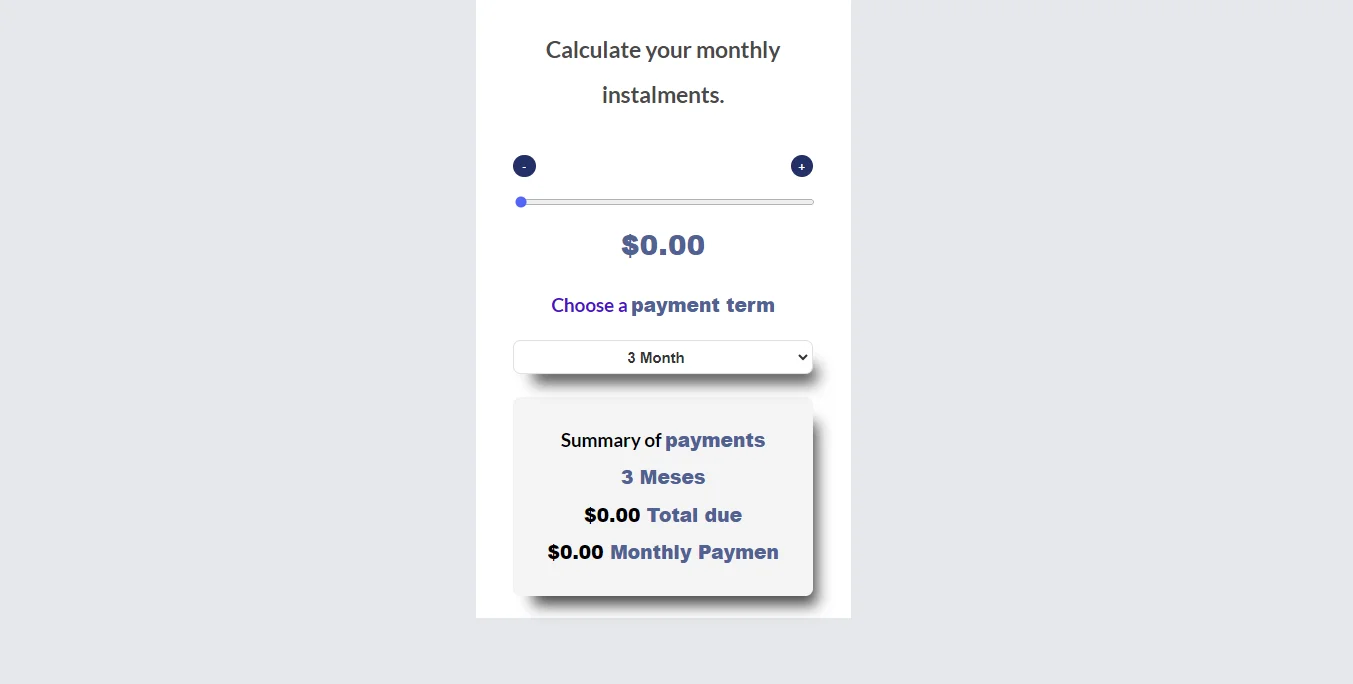 Calculate your monthly
instalments.
- +
$0.00
Choose a payment term
3 Month
Summary of payments
3 Meses
$0.00 Total due
$0.00 Monthly Paymen